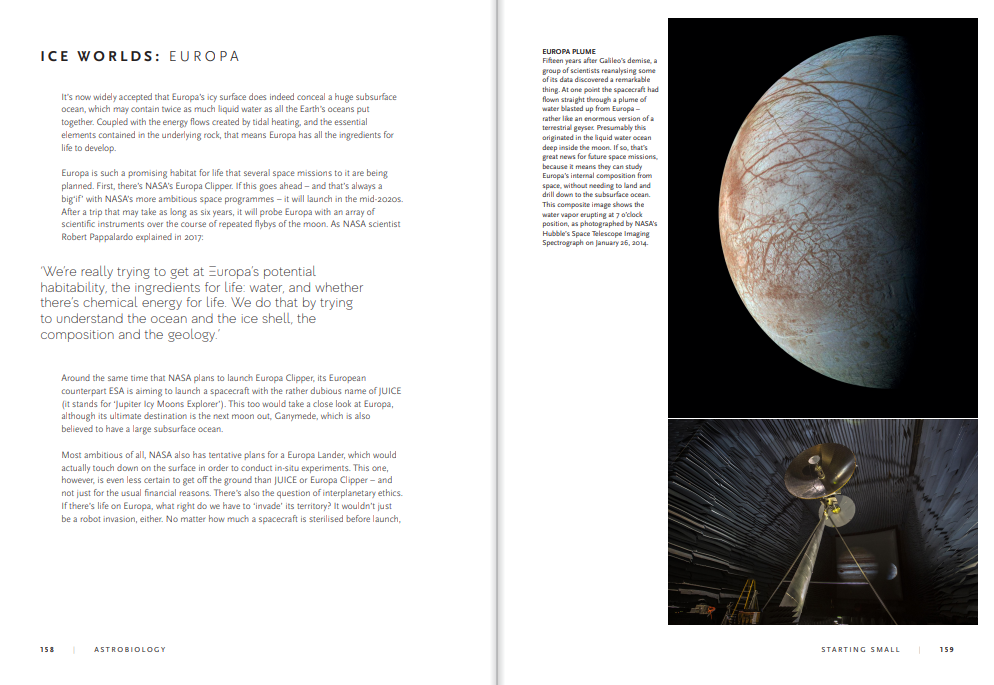 ICE WORLDS: EUROPA
It's now widely accepted that Europa's icy surface does indeed conceal a huge subsurface
ocean, which may contain twice as much liquid water as all the Earth's oceans put
together. Coupled with the energy flows created by tidal heating, and the essential
elements contained in the underlying rock, that means Europa has all the ingredients for
life to develop.
Europa is such a promising habitat for life that several space missions to it are being
planned. First, there's NASA's Europa Clipper. If this goes ahead – and that's always a
big'if' with NASA's more ambitious space programmes – it will launch in the mid-2020s.
After a trip that may take as long as six years, it will probe Europa with an array of
scientific instruments over the course of repeated flybys of the moon. As NASA scientist
Robert Pappalardo explained in 2017:
'We're really trying to get at Europa's potential
habitability, the ingredients for life: water, and whether
there's chemical energy for life. We do that by trying
to understand the ocean and the ice shell, the
composition and the geology.'
Around the same time that NASA plans to launch Europa Clipper, its European
counterpart ESA is aiming to launch a spacecraft with the rather dubious name of JUICE
(it stands for 'Jupiter Icy Moons Explorer'). This too would take a close look at Europa,
although its ultimate destination is the next moon out, Ganymede, which is also
believed to have a large subsurface ocean.
Most ambitious of all, NASA also has tentative plans for a Europa Lander, which would
actually touch down on the surface in order to conduct in-situ experiments. This one,
however, is even less certain to get off the ground than JUICE or Europa Clipper – and
not just for the usual financial reasons. There's also the question of interplanetary ethics.
If there's life on Europa, what right do we have to 'invade' its territory? It wouldn't just
be a robot invasion, either. No matter how much a spacecraft is sterilised before launch,
158 | ASTROBIOLOGY
EUROPA PLUME
Fifteen years after Galileo's demise, a
group of scientists reanalysing some
of its data discovered a remarkable
thing. At one point the spacecraft had
flown straight through a plume of
water blasted up from Europa –
rather like an enormous version of a
terrestrial geyser. Presumably this
originated in the liquid water ocean
deep inside the moon. If so, that's
great news for future space missions,
because it means they can study
Europa's internal composition from
space, without needing to land and
drill down to the subsurface ocean.
This composite image shows the
water vapor erupting at 7 o'clock
position, as photographed by NASA's
Hubble's Space Telescope Imaging
Spectrograph on January 26, 2014.
STARTING SMALL | 159